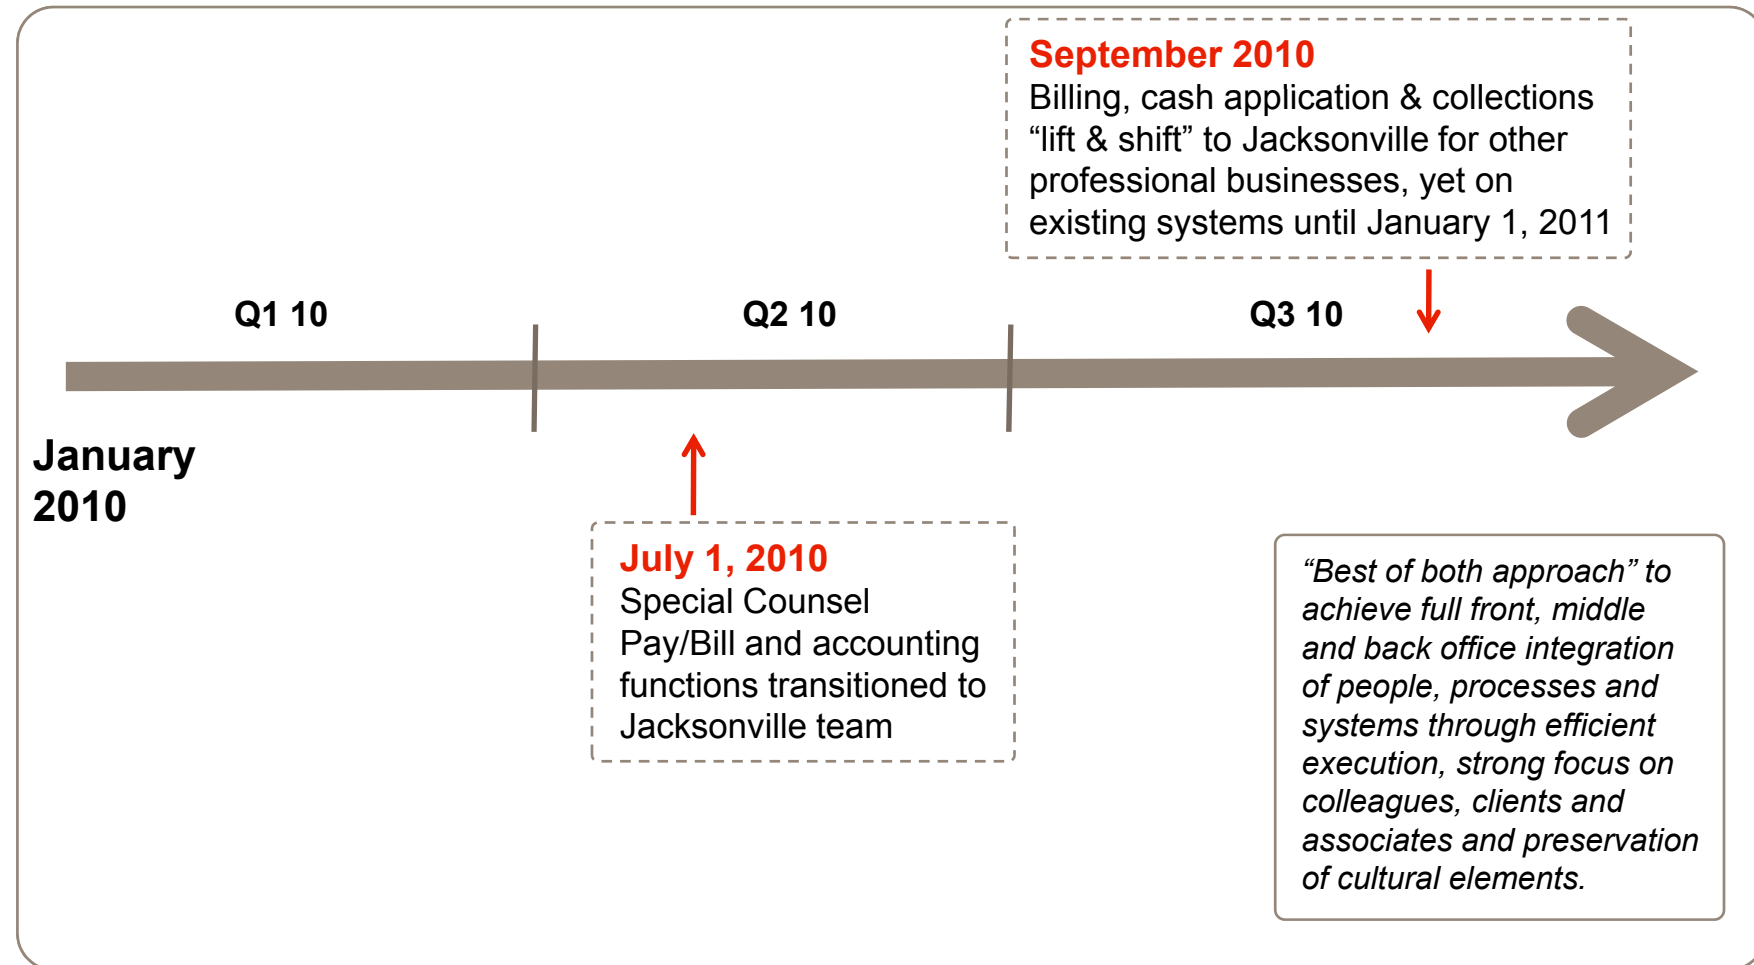 September 2010
Billing, cash application & collections
“lift & shift” to Jacksonville for other
professional businesses, yet on
existing systems until January 1, 2011
Q1 10
Q2 10
Q3 10
January
2010
July 1, 2010
Special Counsel
Pay/Bill and accounting
functions transitioned to
Jacksonville team
“Best of both approach” to
achieve full front, middle
and back office integration
of people, processes and
systems through efficient
execution, strong focus on
colleagues, clients and
associates and preservation
of cultural elements.